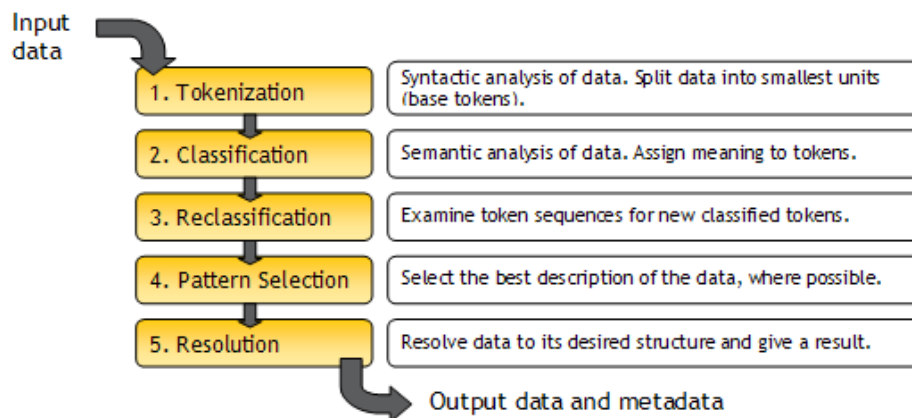 Input
data
1. Tokenization
Syntactic analysis of data. Split data into smallest units
(base tokens).
2. Classification
Semantic analysis of data. Assign meaning to tokens.
3. Reclassification
Examine token sequences for new classified tokens.
4. Pattern Selection
Select the best description of the data, where possible.
5. Resolution
Resolve data to its desired structure and give a result.
Output data and metadata